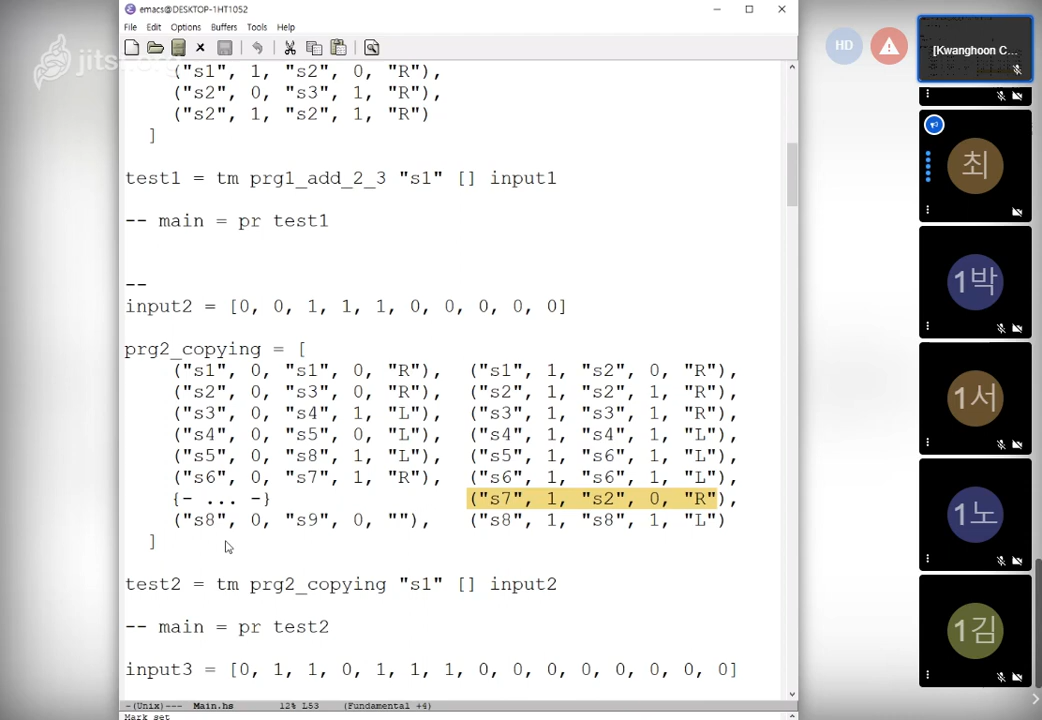 emacs@DESKTOP-1HT1052
File Edit Options Buffers Tools Help
jitsi.org
("s1", 1, "s2", 0, "R"),
("s2", 0, "s3", 1, "R"),
("s2", 1, "s2", 1, "R")
]
test1 = tm prg1_add_2_3 "s1" [] input1
-- main = pr test1
--
input2 = [0, 0, 1, 1, 1, 0, 0, 0, 0, 0]
prg2_copying = [
("s1", 0, "s1", 0, "R"), ("s1", 1, "s2", 0, "R"),
("s2", 0, "s3", 0, "R"), ("s2", 1, "s2", 1, "R"),
("s3", 0, "s4", 1, "L"), ("s3", 1, "s3", 1, "R"),
("s4", 0, "s5", 0, "L"), ("s4", 1, "s4", 1, "L"),
("s5", 0, "s8", 1, "L"), ("s5", 1, "s6", 1, "L"),
("s6", 0, "s7", 1, "R"), ("s6", 1, "s6", 1, "L"),
{- ... -} ("s7", 1, "s2", 0, "R"),
("s8", 0, "s9", 0, ""), ("s8", 1, "s8", 1, "L")
]
test2 = tm prg2_copying "s1" [] input2
-- main = pr test2
input3 = [0, 1, 1, 0, 1, 1, 1, 0, 0, 0, 0, 0, 0, 0]
-(Unix)--- Main.hs 12% L53 (Fundamental +4)
Mark set
HD
[Kwanghoon C...
최
1박
1서
1노
1김